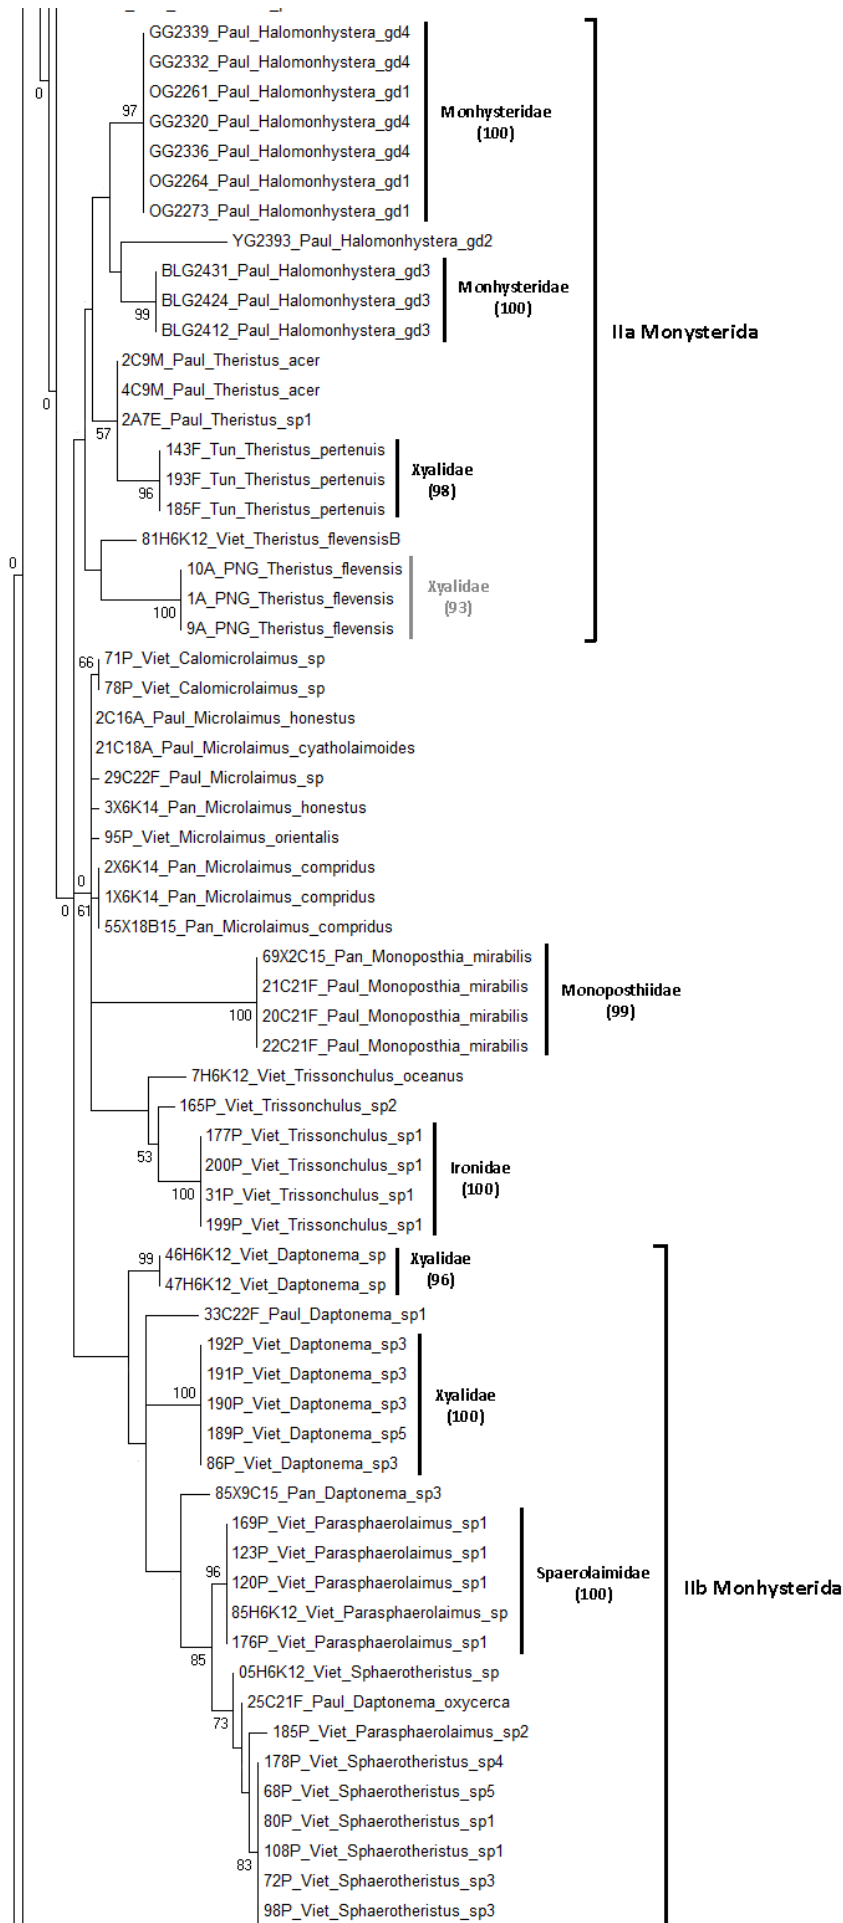 GG2339_Paul_Halomonhystera_gd4
GG2332_Paul_Halomonhystera_gd4
0
OG2261_Paul_Halomonhystera_gd1
97
Monhysteridae
GG2320_Paul_Halomonhystera_gd4
(100)
GG2336_Paul_Halomonhystera_gd4
OG2264_Paul_Halomonhystera_gd1
OG2273_Paul_Halomonhystera_gd1
YG2393_Paul_Halomonhystera_gd2
BLG2431_Paul_Halomonhystera_gd3
Monhysteridae
BLG2424_Paul_Halomonhystera_gd3
(100)
99
BLG2412_Paul_Halomonhystera_gd3
IIa Monysterida
2C9M_Paul_Theristus_acer
4C9M_Paul_Theristus_acer
0
2A7E_Paul_Theristus_sp1
57
143F_Tun_Theristus_pertenuis
Xyalidae
193F_Tun_Theristus_pertenuis
(98)
96
185F_Tun_Theristus_pertenuis
81H6K12_Viet_Theristus_flevensisB
0
10A_PNG_Theristus_flevensis
Xyalidae
1A_PNG_Theristus_flevensis
(93)
100
9A_PNG_Theristus_flevensis
66
71P_Viet_Calomicrolaimus_sp
78P_Viet_Calomicrolaimus_sp
2C16A_Paul_Microlaimus_honestus
21C18A_Paul_Microlaimus_cyatholaimoides
29C22F_Paul_Microlaimus_sp
3X6K14_Pan_Microlaimus_honestus
95P_Viet_Microlaimus_orientalis
2X6K14_Pan_Microlaimus_compridus
0
1X6K14_Pan_Microlaimus_compridus
0 61
55X18B15_Pan_Microlaimus_compridus
69X2C15_Pan_Monoposthia_mirabilis
21C21F_Paul_Monoposthia_mirabilis
Monoposthiidae
(99)
100
20C21F_Paul_Monoposthia_mirabilis
22C21F_Paul_Monoposthia_mirabilis
7H6K12_Viet_Trissonchulus_oceanus
165P_Viet_Trissonchulus_sp2
177P_Viet_Trissonchulus_sp1
53
200P_Viet_Trissonchulus_sp1
Ironidae
(100)
100
31P_Viet_Trissonchulus_sp1
199P_Viet_Trissonchulus_sp1
99
46H6K12_Viet_Daptonema_sp
Xyalidae
(96)
47H6K12_Viet_Daptonema_sp
33C22F_Paul_Daptonema_sp1
192P_Viet_Daptonema_sp3
191P_Viet_Daptonema_sp3
100
Xyalidae
190P_Viet_Daptonema_sp3
(100)
189P_Viet_Daptonema_sp5
86P_Viet_Daptonema_sp3
85X9C15_Pan_Daptonema_sp3
169P_Viet_Parasphaerolaimus_sp1
123P_Viet_Parasphaerolaimus_sp1
96
Spaerolaimidae
120P_Viet_Parasphaerolaimus_sp1
(100)
IIb Monhysterida
85H6K12_Viet_Parasphaerolaimus_sp
176P_Viet_Parasphaerolaimus_sp1
85
05H6K12_Viet_Sphaerotheristus_sp
25C21F_Paul_Daptonema_oxycerca
73
185P_Viet_Parasphaerolaimus_sp2
178P_Viet_Sphaerotheristus_sp4
68P_Viet_Sphaerotheristus_sp5
80P_Viet_Sphaerotheristus_sp1
108P_Viet_Sphaerotheristus_sp1
83
72P_Viet_Sphaerotheristus_sp3
98P_Viet_Sphaerotheristus_sp3